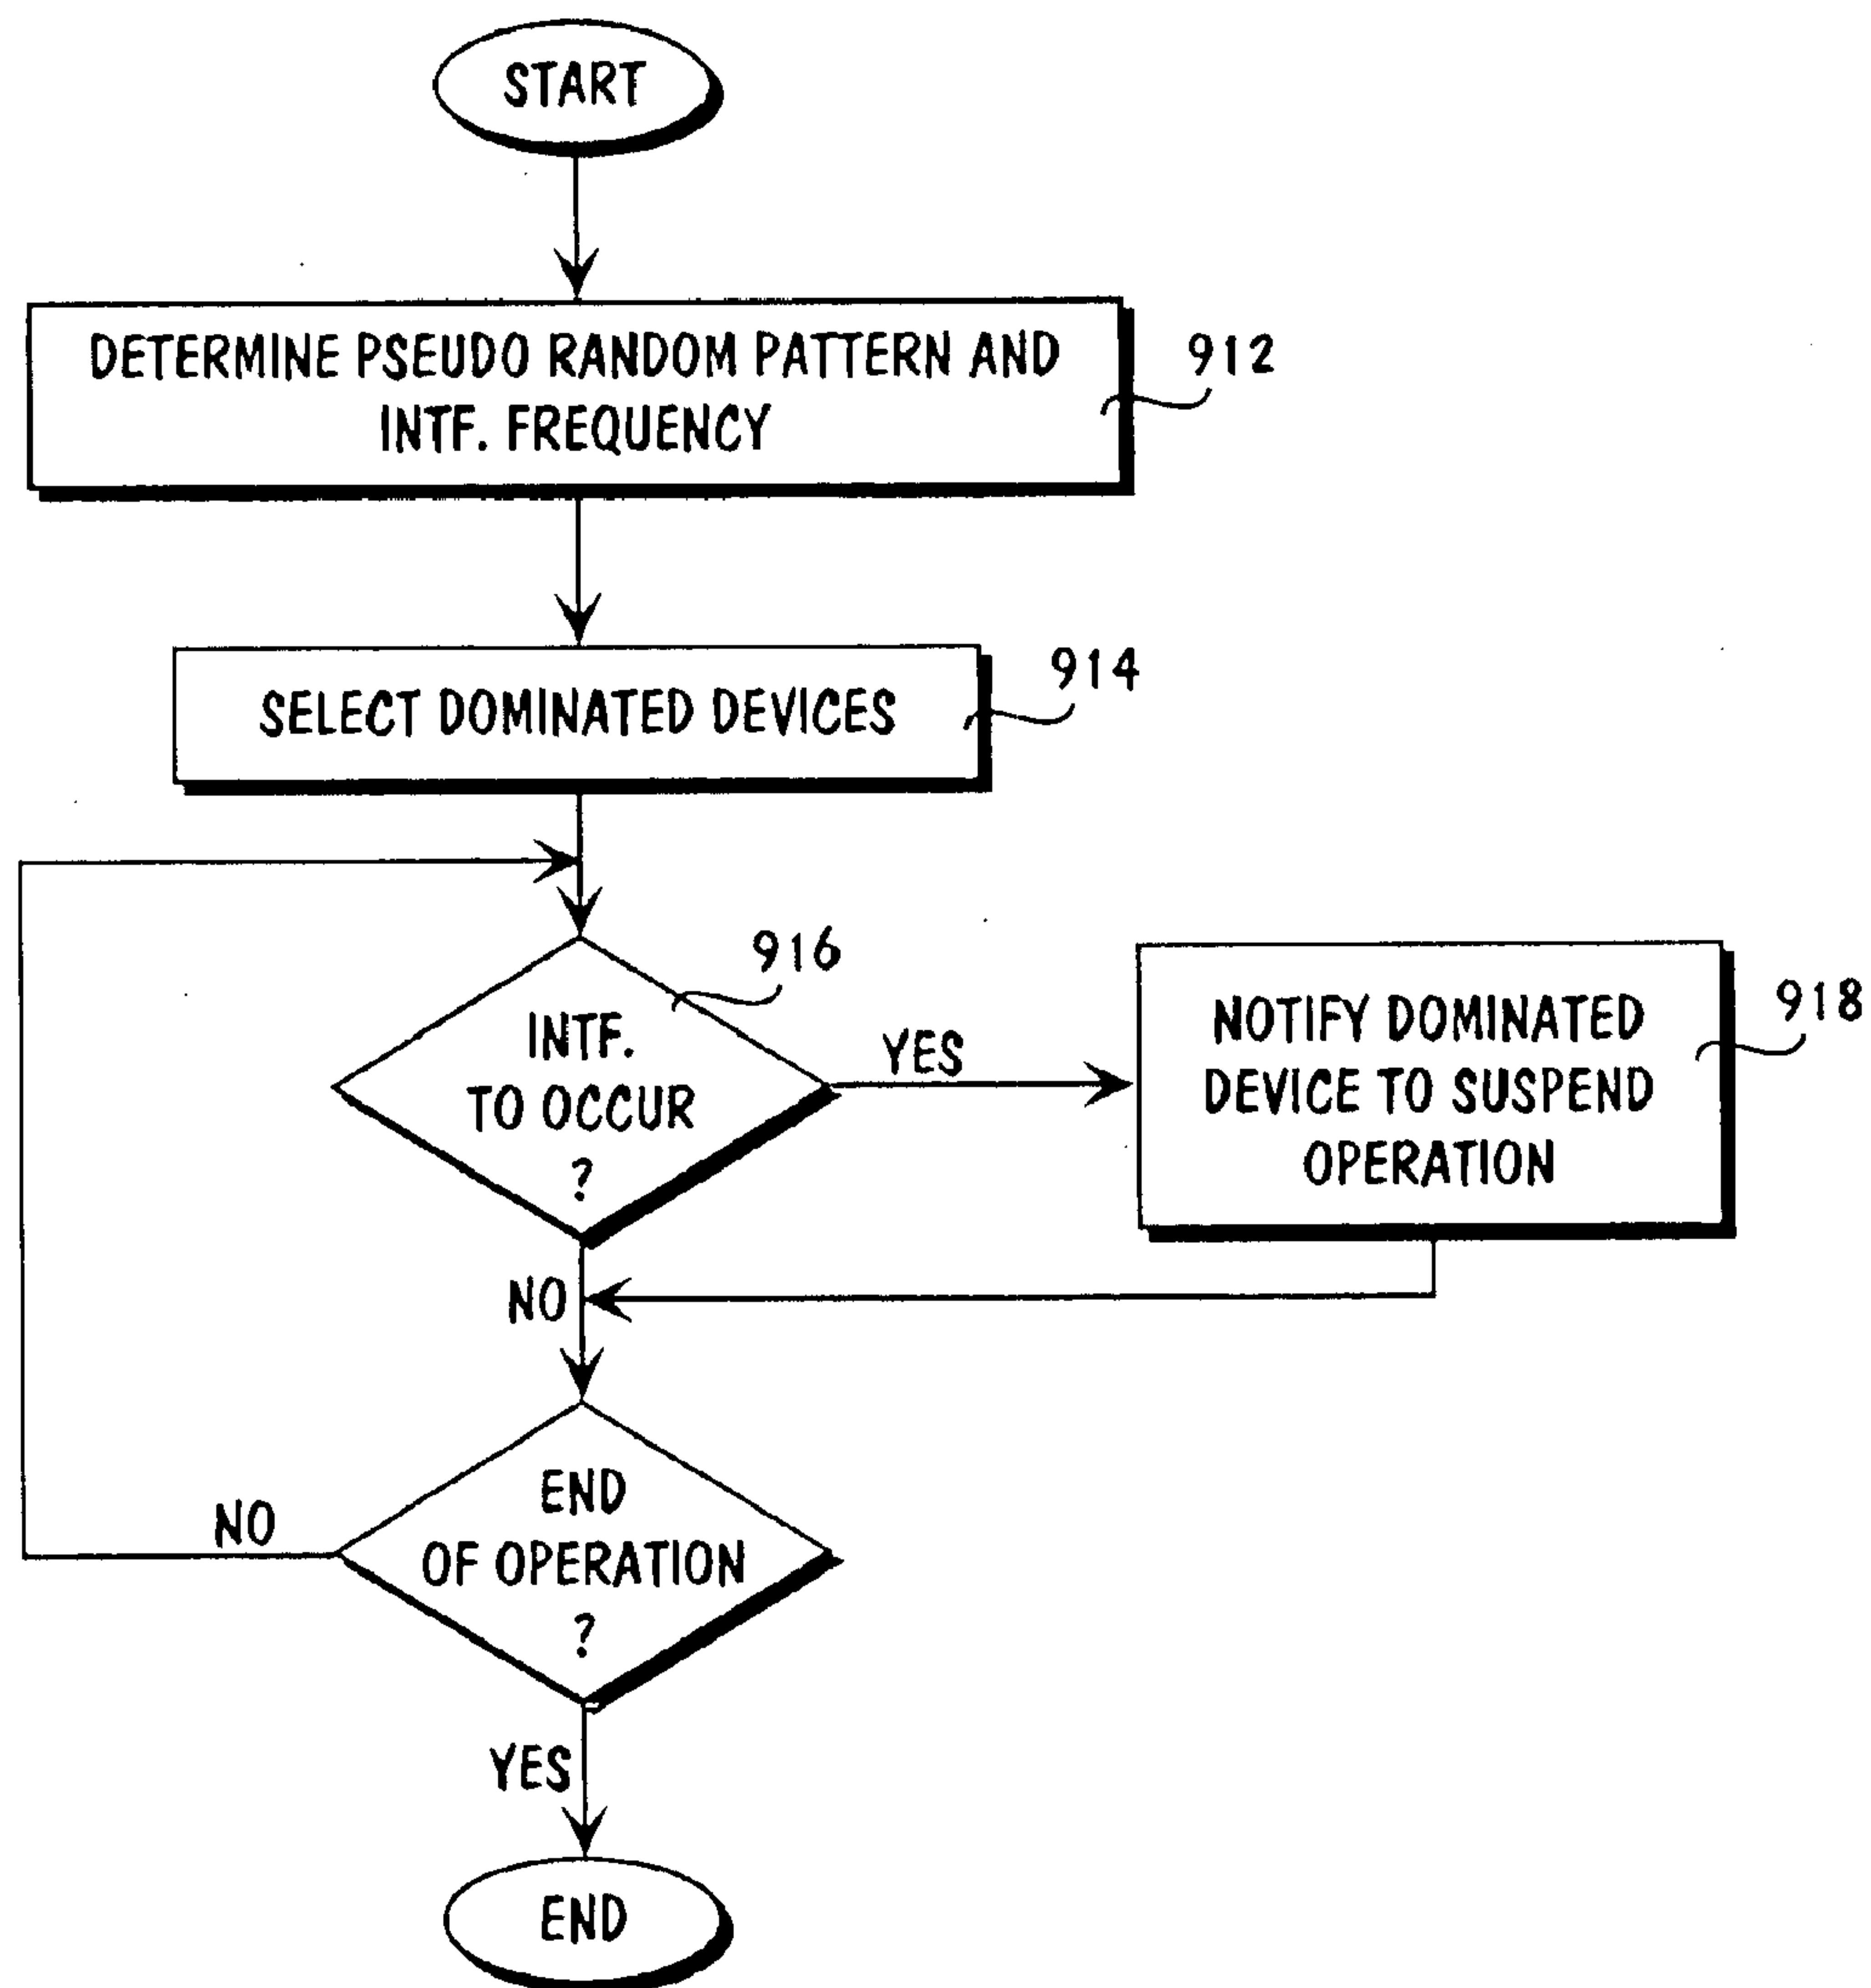 START
DETERMINE PSEUDO RANDOM PATTERN AND
INTF. FREQUENCY
912
SELECT DOMINATED DEVICES
914
916
INTF.
TO OCCUR
?
YES
NOTIFY DOMINATED
DEVICE TO SUSPEND
OPERATION
918
NO
END
OF OPERATION
?
NO
YES
END